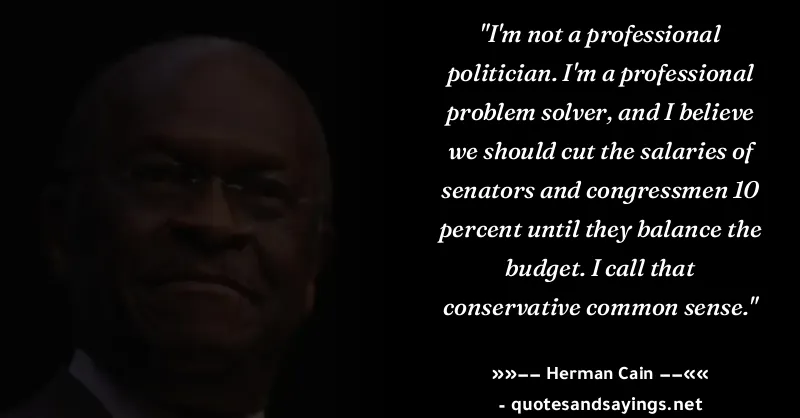 "I'm not a professional
politician. I'm a professional
problem solver, and I believe
we should cut the salaries of
senators and congressmen 10
percent until they balance the
budget. I call that
conservative common sense."
»»–– Herman Cain ––««
- quotesandsayings.net